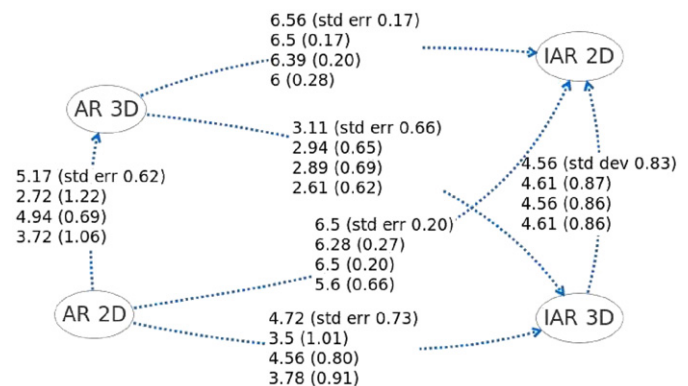 6.56 (std err 0.17)
6.5 (0.17)
6.39 (0.20)
6 (0.28)
IAR 2D
AR 3D
3.11 (std err 0.66)
2.94 (0.65)
2.89 (0.69)
2.61 (0.62)
4.56 (std dev 0.83)
4.61 (0.87)
4.56 (0.86)
4.61 (0.86)
5.17 (std err 0.62)
2.72 (1.22)
4.94 (0.69)
3.72 (1.06)
6.5 (std err 0.20)
6.28 (0.27)
6.5 (0.20)
5.6 (0.66)
AR 2D
IAR 3D
4.72 (std err 0.73)
3.5 (1.01)
4.56 (0.80)
3.78 (0.91)